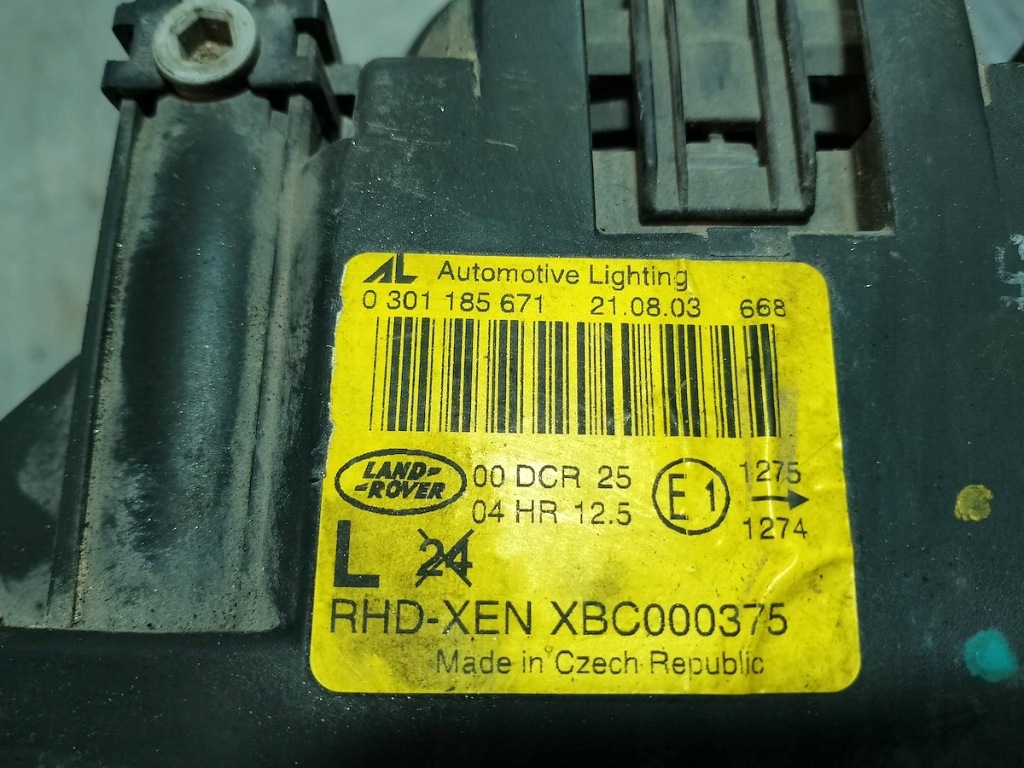 AL Automotive Lighting
0 301 185 671 21.08.03 668
LAND-
-ROVER
00 DCR 25
04 HR 12.5
E1
1275
1274
L 24
RHD-XEN XBC000375
Made in Czech Republic